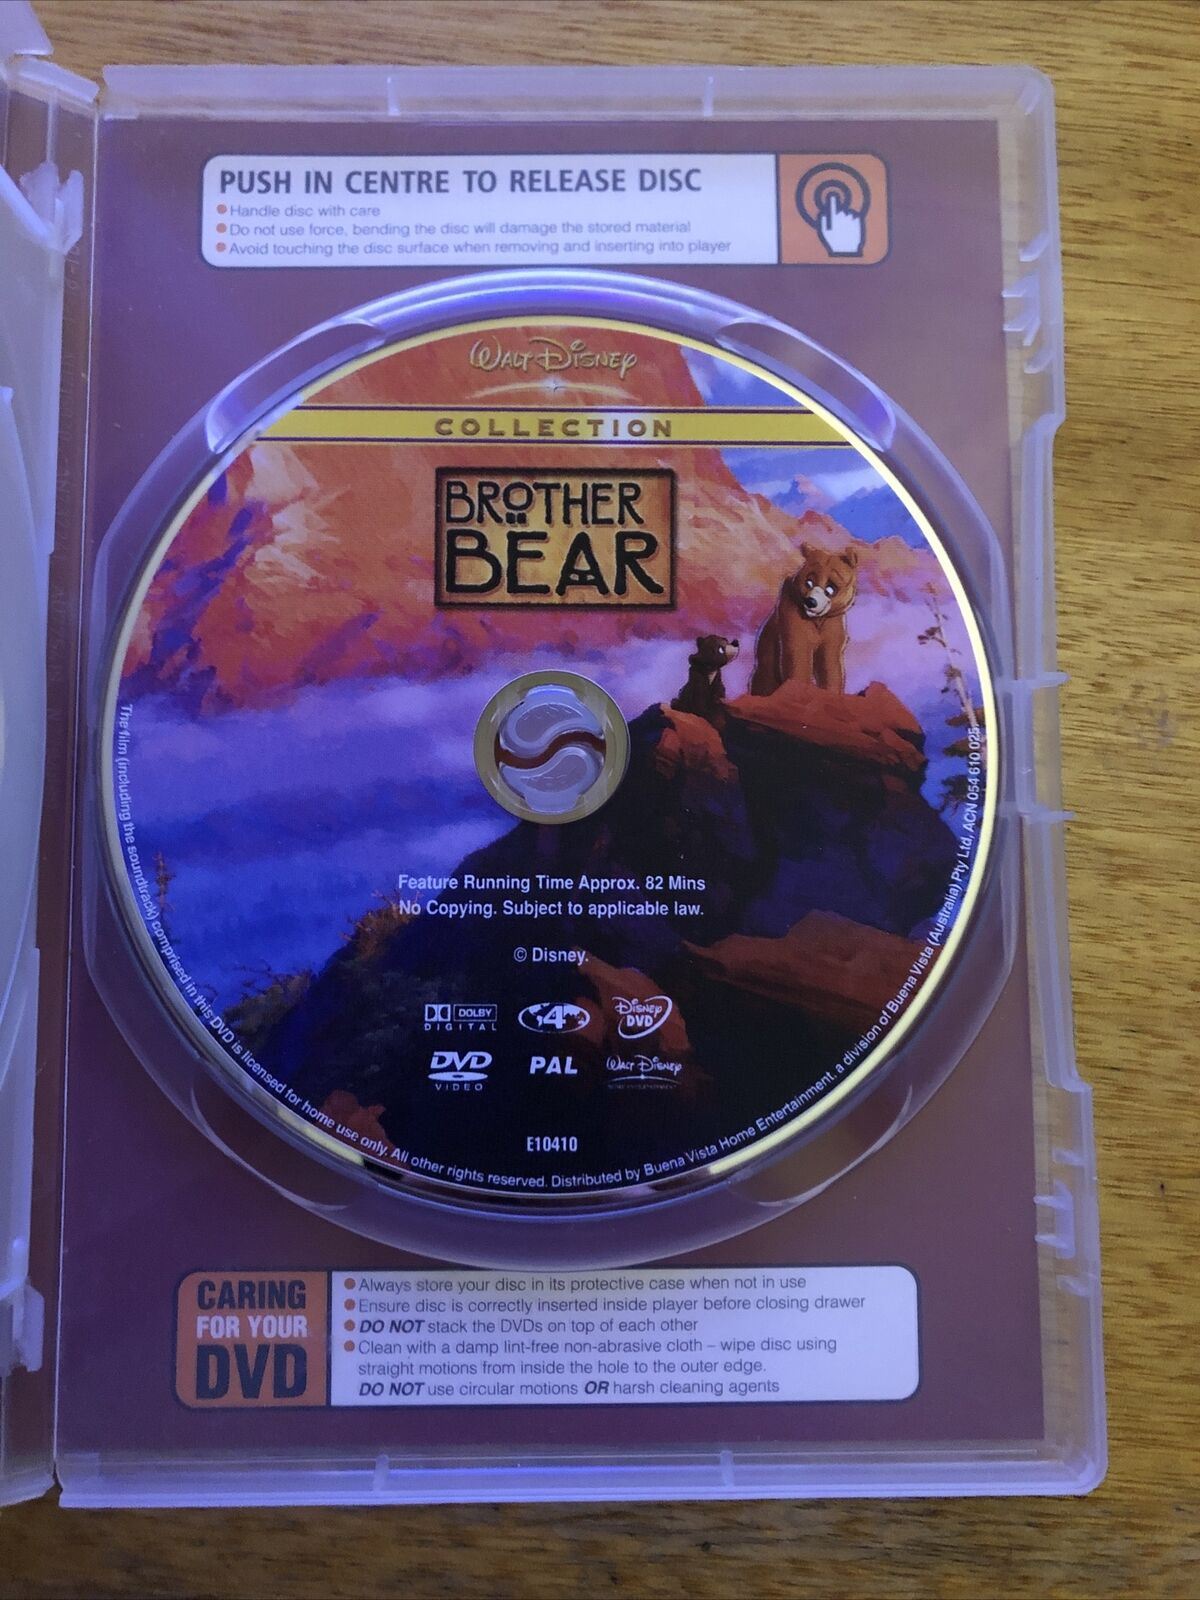 PUSH IN CENTRE TO RELEASE DISC
Handle disc with care
Do not use force, bending the disc will damage the stored material
Avoid touching the disc surface when removing and inserting into player
WALT DISNEY
COLLECTION
BROTHER
BEAR
Feature Running Time Approx. 82 Mins
No Copying. Subject to applicable law.
© Disney.
DOLBY
DIGITAL
4
DISNEY
DVD
DVD
VIDEO
PAL
WALT DISNEY
E10410
The film (including the soundtrack) comprised in this DVD is licensed for home use only. All other rights reserved. Distributed by Buena Vista Home Entertainment, a division of Buena Vista (Australia) Pty Ltd, ACN 054 610 025.
CARING
FOR YOUR
DVD
Always store your disc in its protective case when not in use
Ensure disc is correctly inserted inside player before closing drawer
DO NOT stack the DVDs on top of each other
Clean with a damp lint-free non-abrasive cloth – wipe disc using
straight motions from inside the hole to the outer edge.
DO NOT use circular motions OR harsh cleaning agents